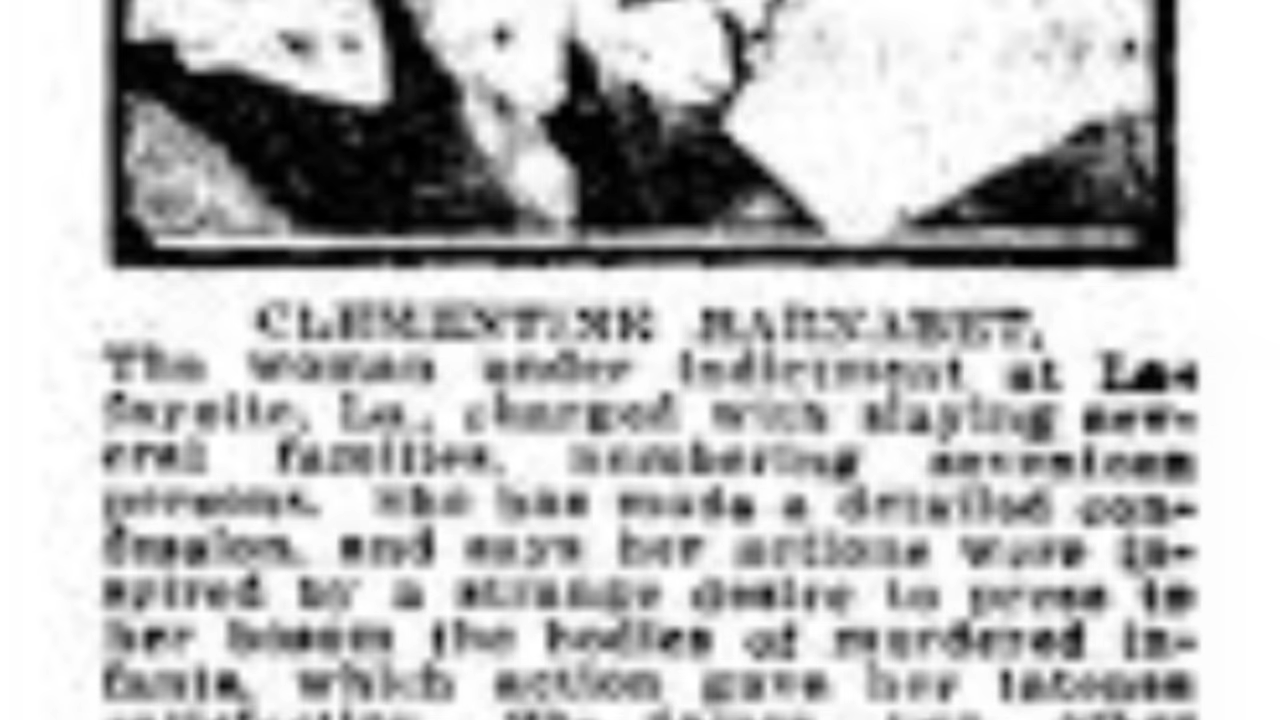 CLEMENTINE BARNABET,
The woman under indictment at La-
fayette, La., charged with slaying sev-
eral families, numbering seventeen
persons. She has made a detailed con-
fession, and says her actions were in-
spired by a strange desire to press to
her bosom the bodies of murdered in-
fants, which action gave her intense